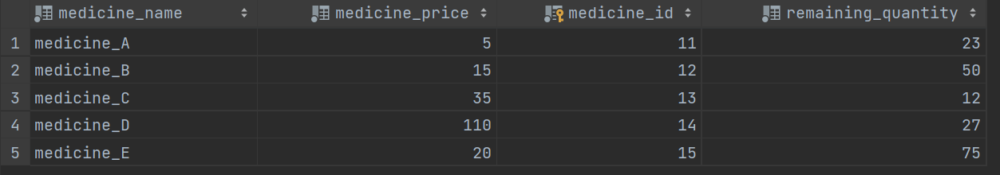 medicine_name medicine_price medicine_id remaining_quantity
1 medicine_A 5 11 23
2 medicine_B 15 12 50
3 medicine_C 35 13 12
4 medicine_D 110 14 27
5 medicine_E 20 15 75